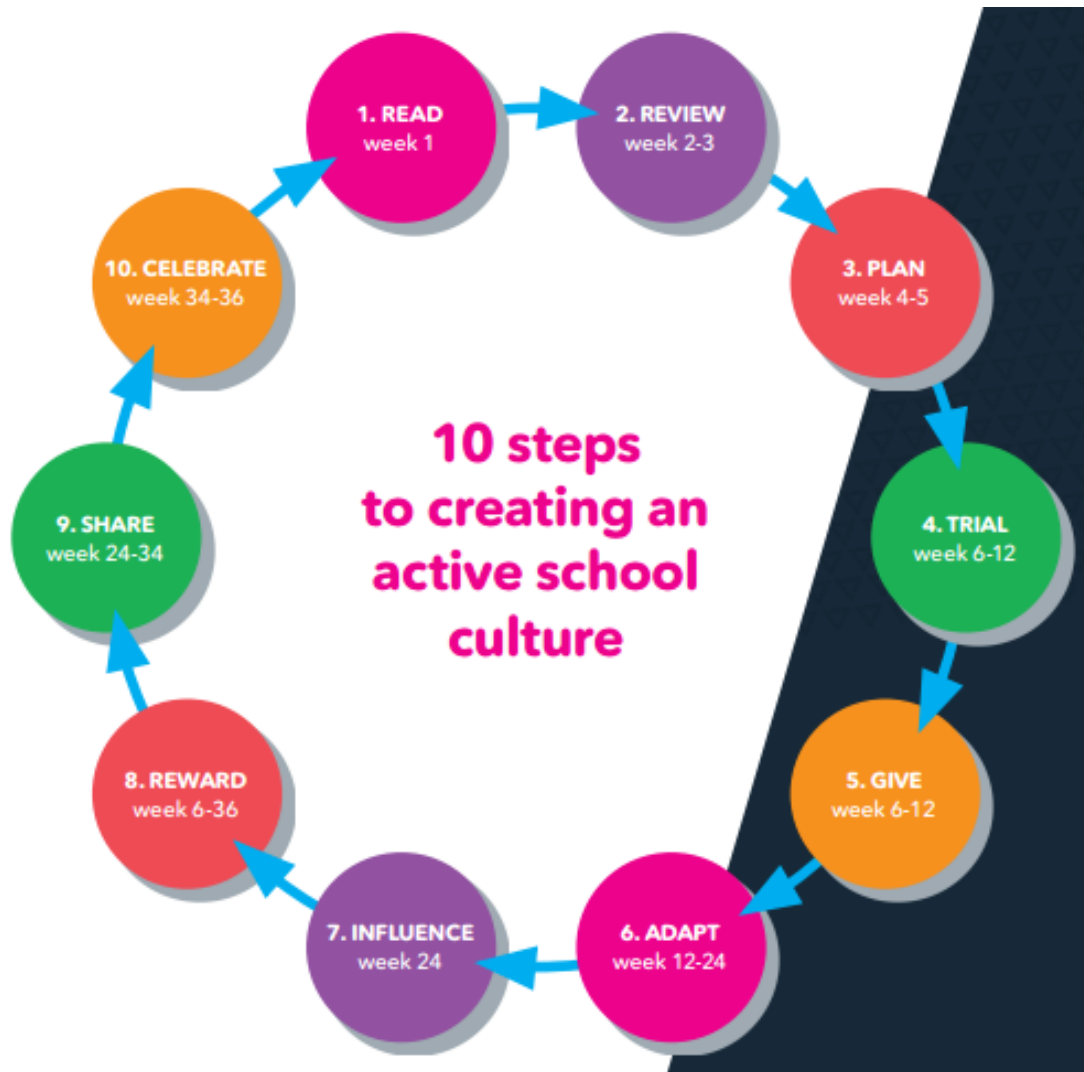 1. READ
week 1
2. REVIEW
week 2-3
3. PLAN
week 4-5
4. TRIAL
week 6-12
5. GIVE
week 6-12
6. ADAPT
week 12-24
7. INFLUENCE
week 24
8. REWARD
week 6-36
9. SHARE
week 24-34
10. CELEBRATE
week 34-36
10 steps
to creating an
active school
culture